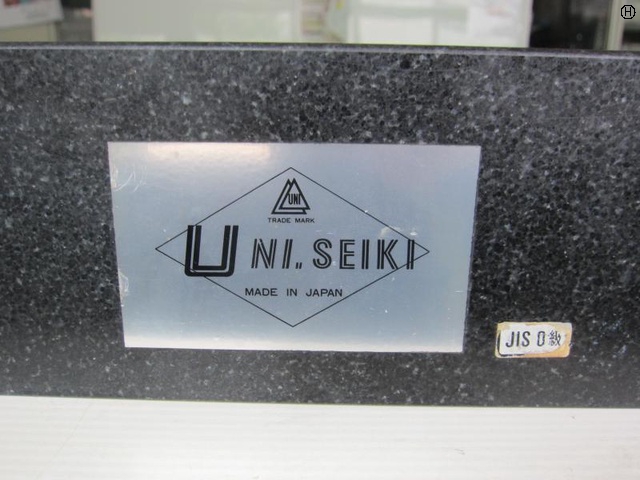 UNI
TRADE MARK
UNI. SEIKI
MADE IN JAPAN
JIS 0級
H